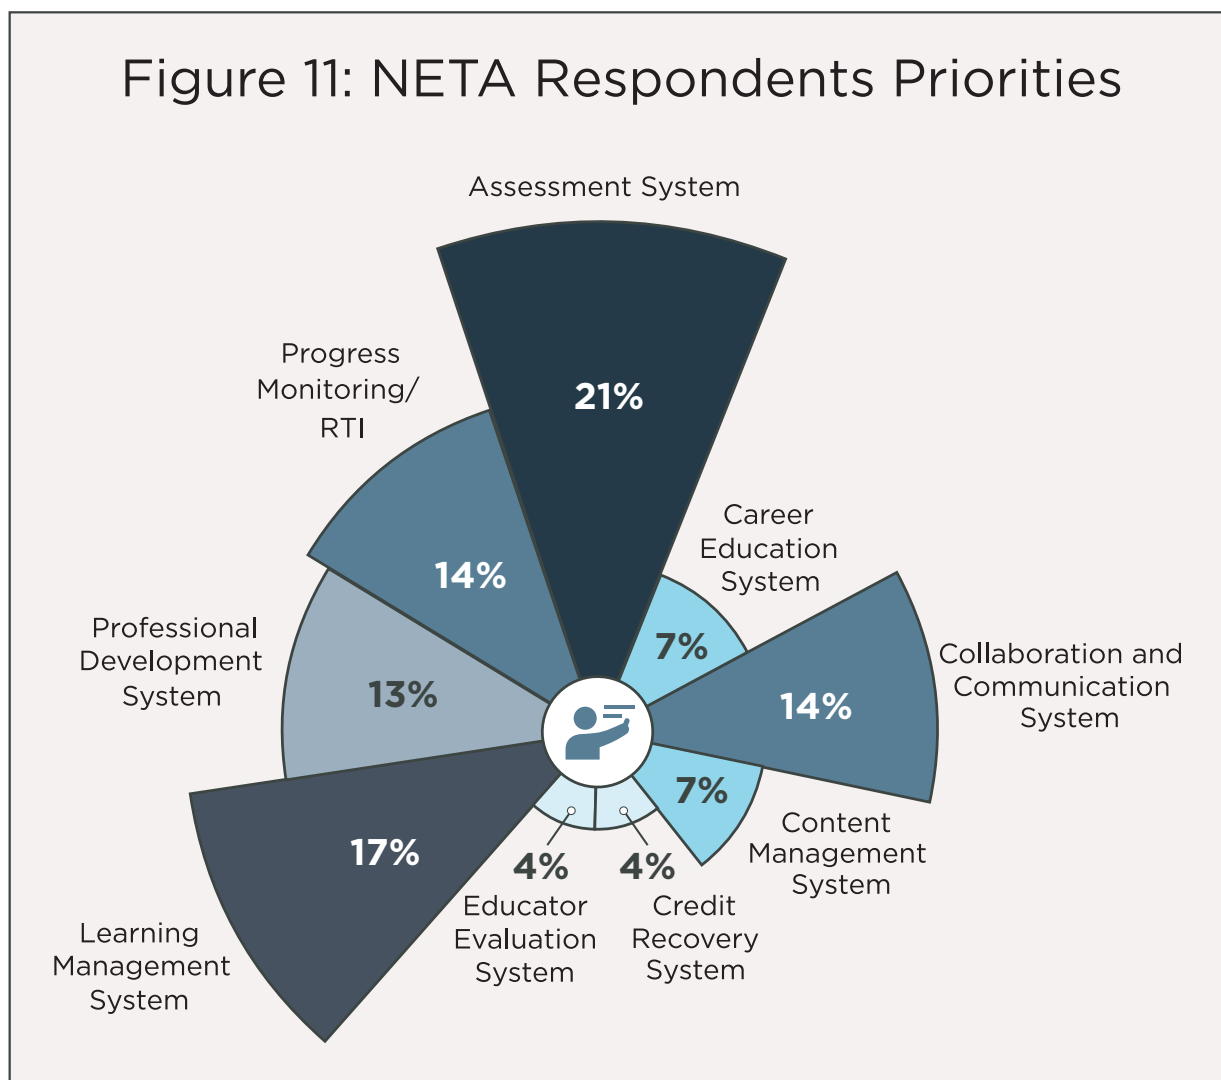 Figure 11: NETA Respondents Priorities
Assessment System
21%
Progress
Monitoring/
RTI
14%
Career
Education
System
7%
Professional
Development
System
13%
Collaboration and
Communication
System
14%
Content
Management
System
7%
Learning
Management
System
17%
4%
Educator
Evaluation
System
4%
Credit
Recovery
System